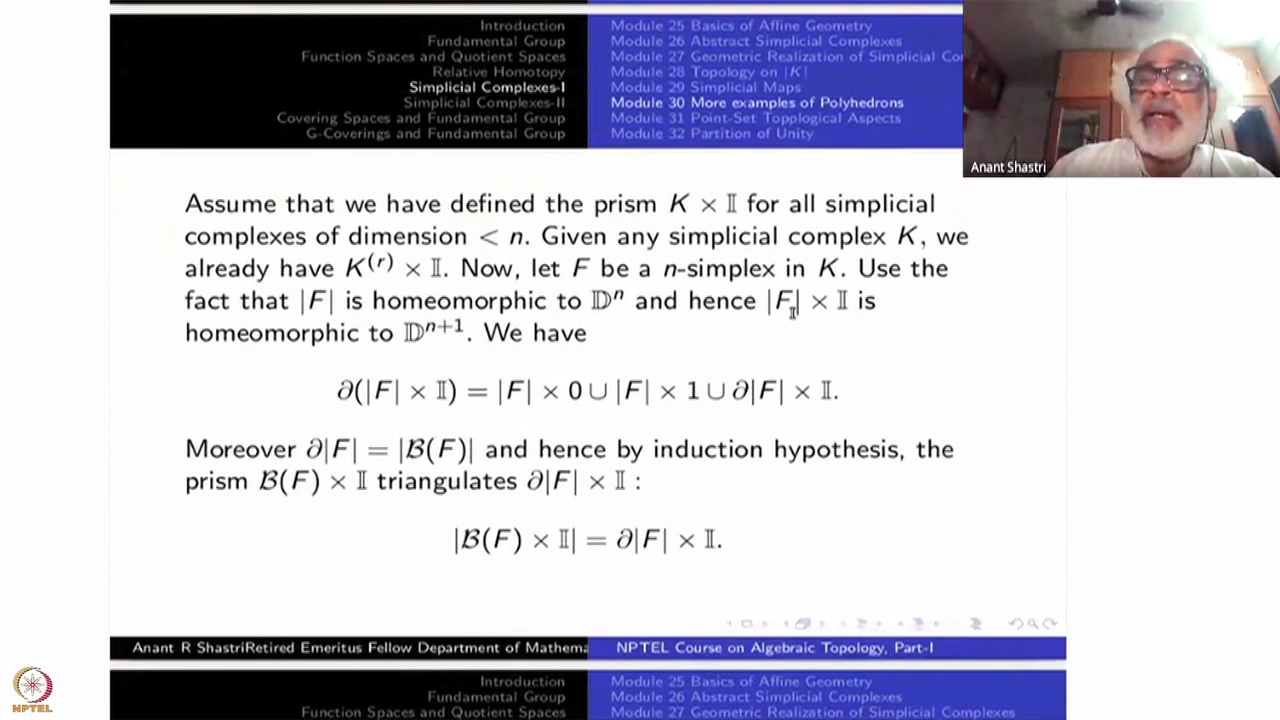 Introduction
Fundamental Group
Function Spaces and Quotient Spaces
Relative Homotopy
Simplicial Complexes-I
Simplicial Complexes-II
Covering Spaces and Fundamental Group
G-Coverings and Fundamental Group
Module 25 Basics of Affine Geometry
Module 26 Abstract Simplicial Complexes
Module 27 Geometric Realization of Simplicial Co
Module 28 Topology on |K|
Module 29 Simplicial Maps
Module 30 More examples of Polyhedrons
Module 31 Point-Set Topplogical Aspects
Module 32 Partition of Unity
Anant Shastri
Assume that we have defined the prism K × 𝕀 for all simplicial
complexes of dimension < n. Given any simplicial complex K, we
already have K⁽ʳ⁾ × 𝕀. Now, let F be a n-simplex in K. Use the
fact that |F| is homeomorphic to 𝔻ⁿ and hence |F| × 𝕀 is
homeomorphic to 𝔻ⁿ⁺¹. We have
∂(|F| × 𝕀) = |F| × 0 ∪ |F| × 1 ∪ ∂|F| × 𝕀.
Moreover ∂|F| = |ℬ(F)| and hence by induction hypothesis, the
prism ℬ(F) × 𝕀 triangulates ∂|F| × 𝕀 :
|ℬ(F) × 𝕀| = ∂|F| × 𝕀.
Anant R ShastriRetired Emeritus Fellow Department of Mathema
NPTEL Course on Algebraic Topology, Part-I
Introduction
Fundamental Group
Function Spaces and Quotient Spaces
Module 25 Basics of Affine Geometry
Module 26 Abstract Simplicial Complexes
Module 27 Geometric Realization of Simplicial Complexes
NPTEL